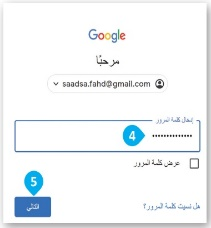 Google
مرحبًا
saadsa.fahd@gmail.com
إدخال كلمة المرور
•••••••••••••
4
عرض كلمة المرور
5
التالي
هل نسيت كلمة المرور؟